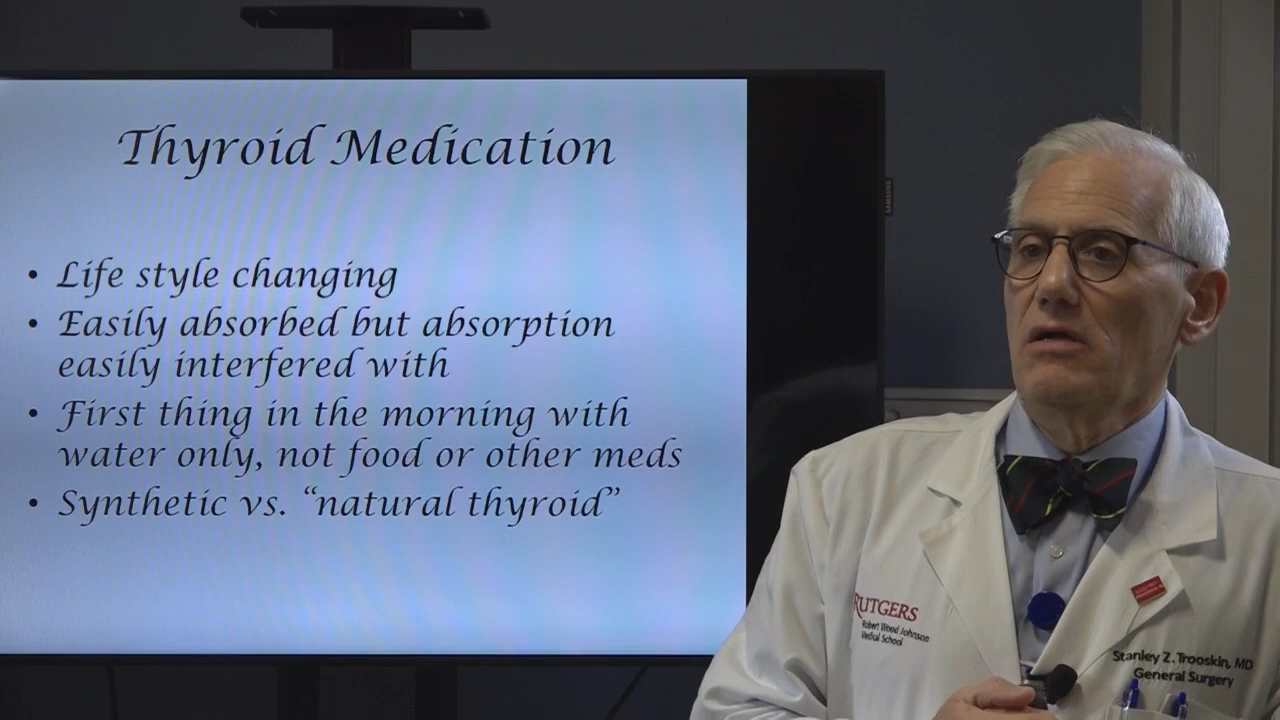 Thyroid Medication
• Life style changing
• Easily absorbed but absorption
easily interfered with
• First thing in the morning with
water only, not food or other meds
• Synthetic vs. “natural thyroid”
SAMSUNG
RUTGERS
Robert Wood Johnson
Medical School
Stanley Z. Trooskin, MD
General Surgery